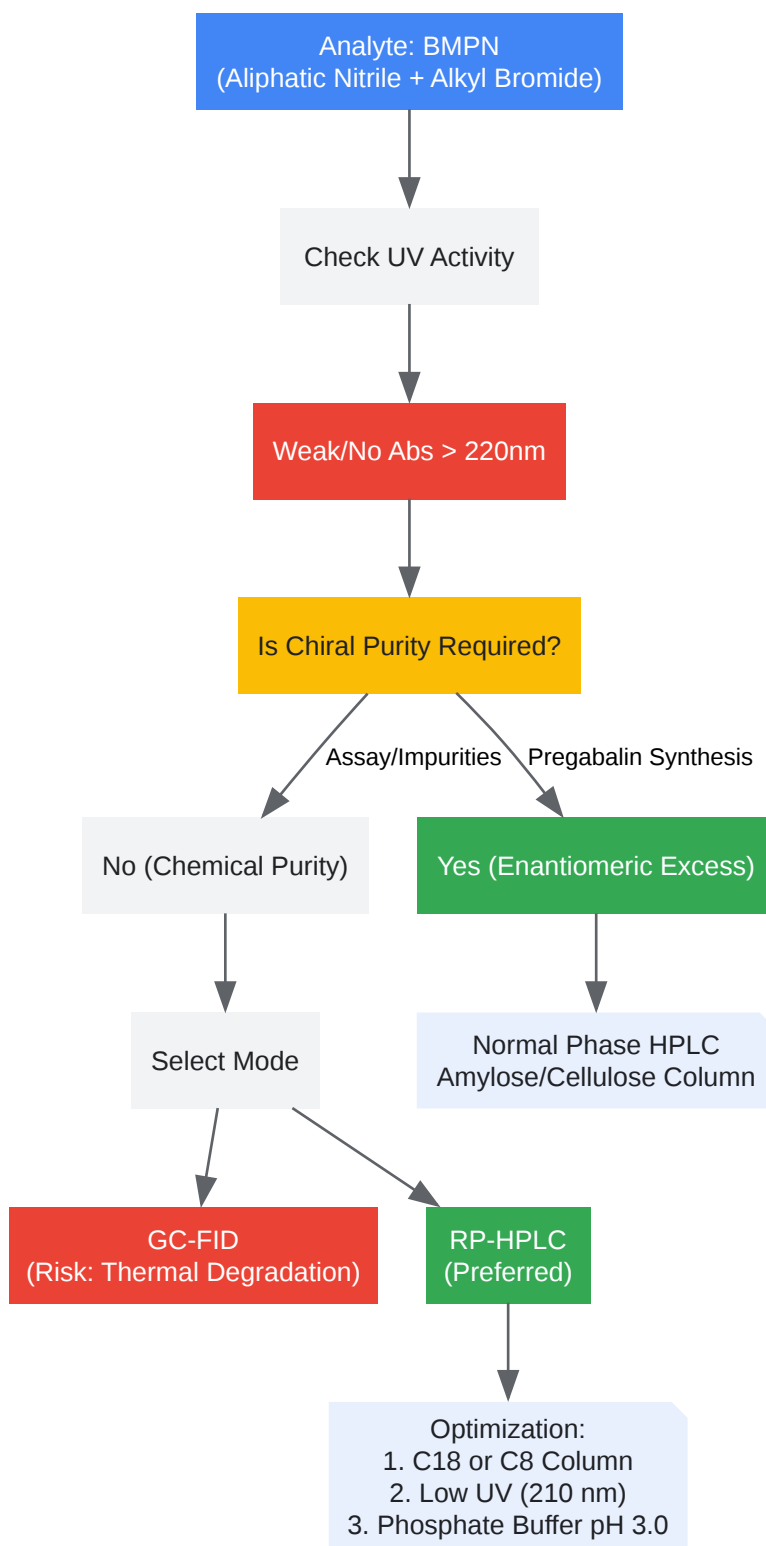 Analyte: BMPN
(Aliphatic Nitrile + Alkyl Bromide)
Check UV Activity
Weak/No Abs > 220nm
Is Chiral Purity Required?
Assay/Impurities
Pregabalin Synthesis
No (Chemical Purity)
Yes (Enantiomeric Excess)
Select Mode
Normal Phase HPLC
Amylose/Cellulose Column
GC-FID
(Risk: Thermal Degradation)
RP-HPLC
(Preferred)
Optimization:
1. C18 or C8 Column
2. Low UV (210 nm)
3. Phosphate Buffer pH 3.0